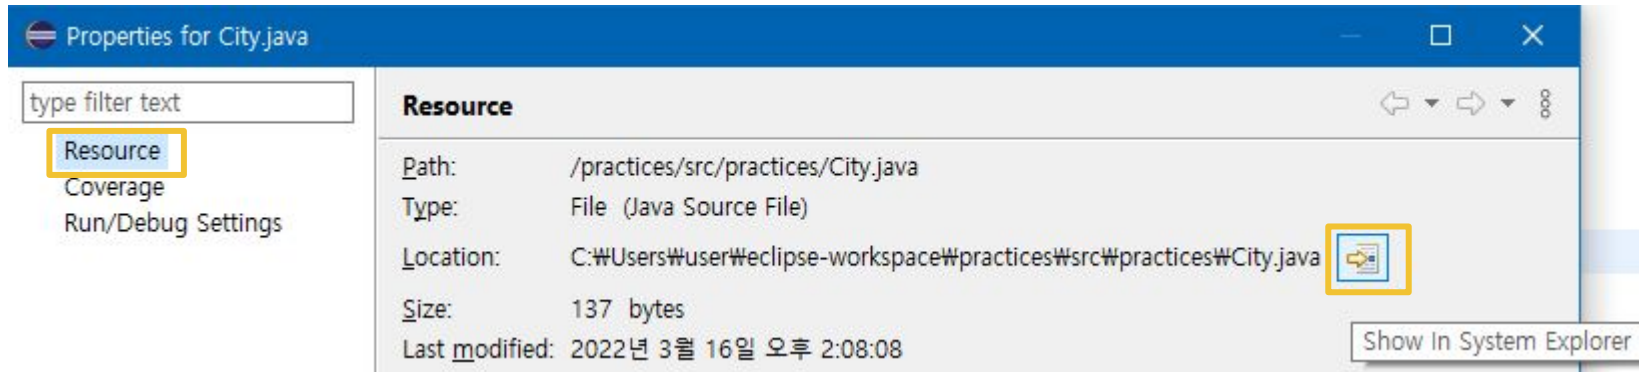 Properties for City.java
type filter text
Resource
Coverage
Run/Debug Settings
Resource
Path: /practices/src/practices/City.java
Type: File (Java Source File)
Location: C:₩Users₩user₩eclipse-workspace₩practices₩src₩practices₩City.java
Size: 137 bytes
Last modified: 2022년 3월 16일 오후 2:08:08
Show In System Explorer